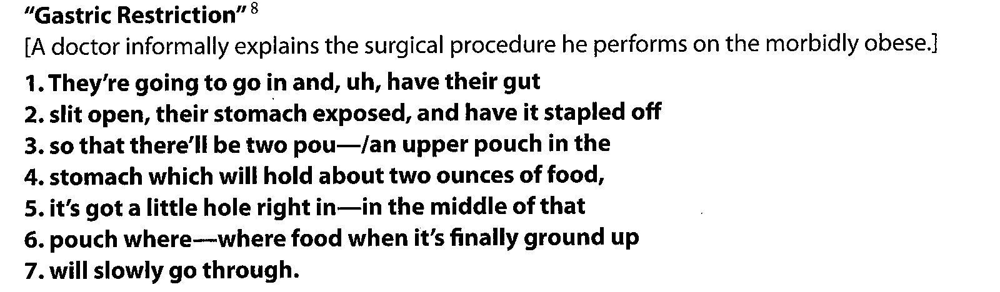 “Gastric Restriction” 8
[A doctor informally explains the surgical procedure he performs on the morbidly obese.]
1. They’re going to go in and, uh, have their gut
2. slit open, their stomach exposed, and have it stapled off
3. so that there’ll be two pou—/an upper pouch in the
4. stomach which will hold about two ounces of food,
5. it’s got a little hole right in—in the middle of that
6. pouch where—where food when it’s finally ground up
7. will slowly go through.